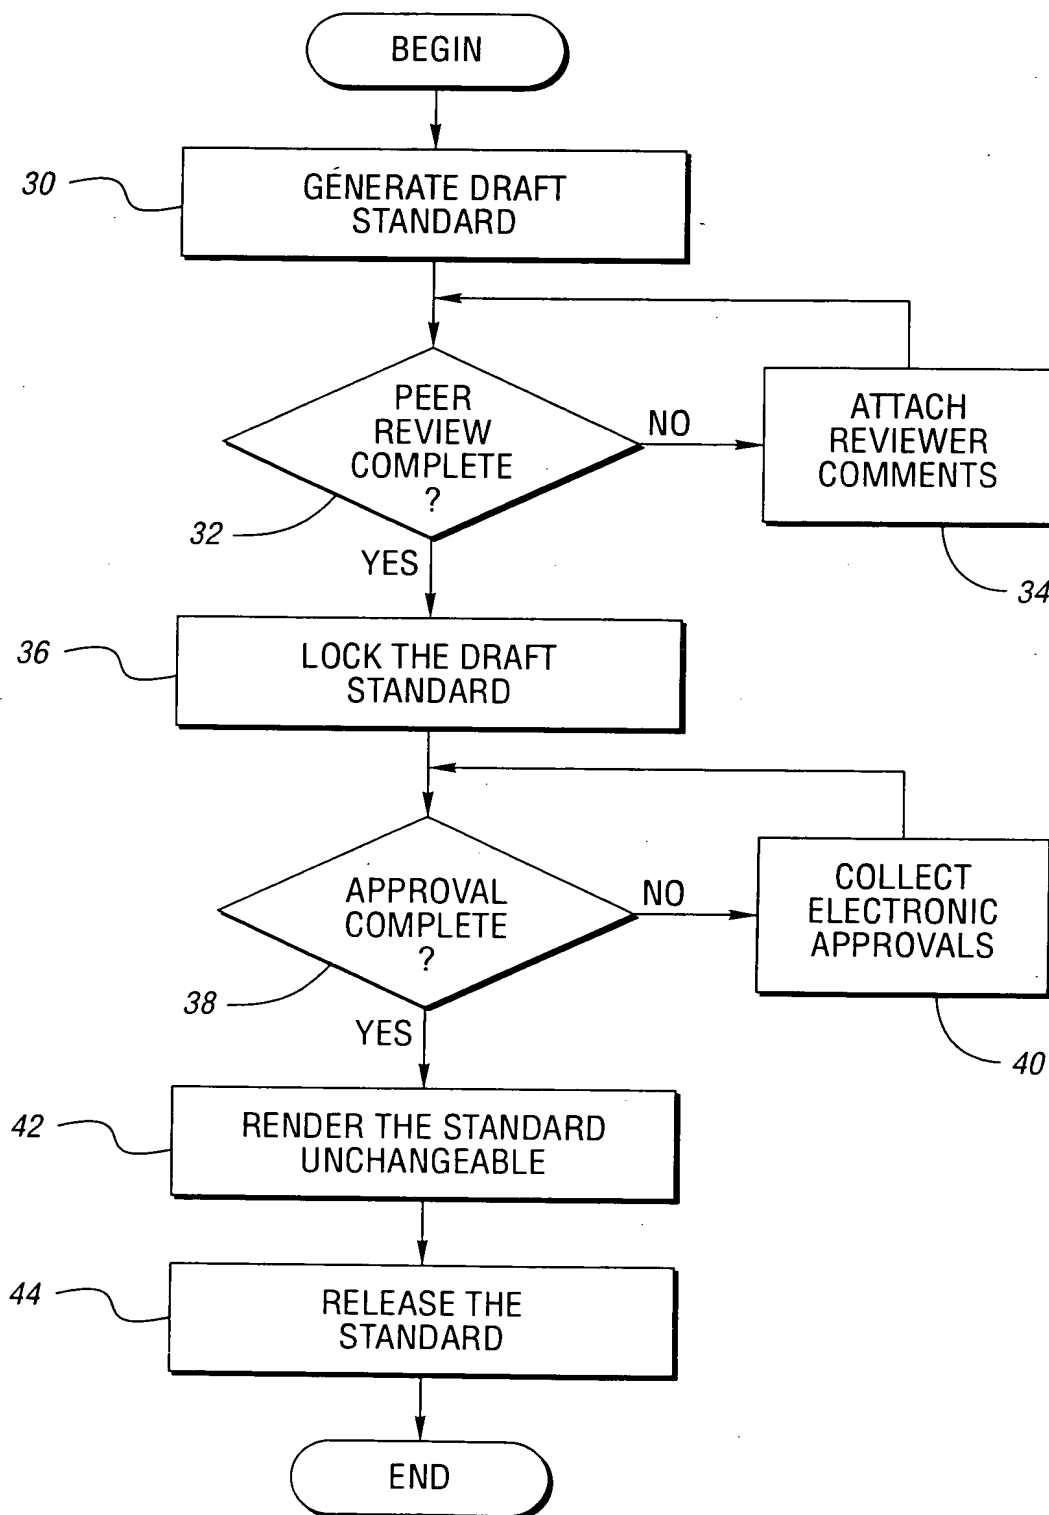 BEGIN
30
GENERATE DRAFT
STANDARD
PEER
REVIEW
COMPLETE
?
NO
ATTACH
REVIEWER
COMMENTS
32
34
YES
36
LOCK THE DRAFT
STANDARD
APPROVAL
COMPLETE
?
NO
COLLECT
ELECTRONIC
APPROVALS
38
40
YES
42
RENDER THE STANDARD
UNCHANGEABLE
44
RELEASE THE
STANDARD
END